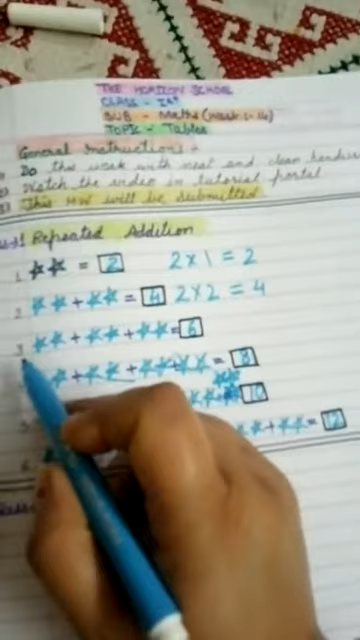 THE HORIZON SCHOOL
CLASS - Ist
SUB - Maths (Week
TOPIC - Tables
General Instructions -
Do the work with neat and clean
Watch the video in tutorial portal
This HW will be submitted
Repeated Addition
1. = 2 2 x 1 = 2
2. + = 4 2 x 2 = 4
3. + + = 6
+ + + = 8
+ 10
+ = 12